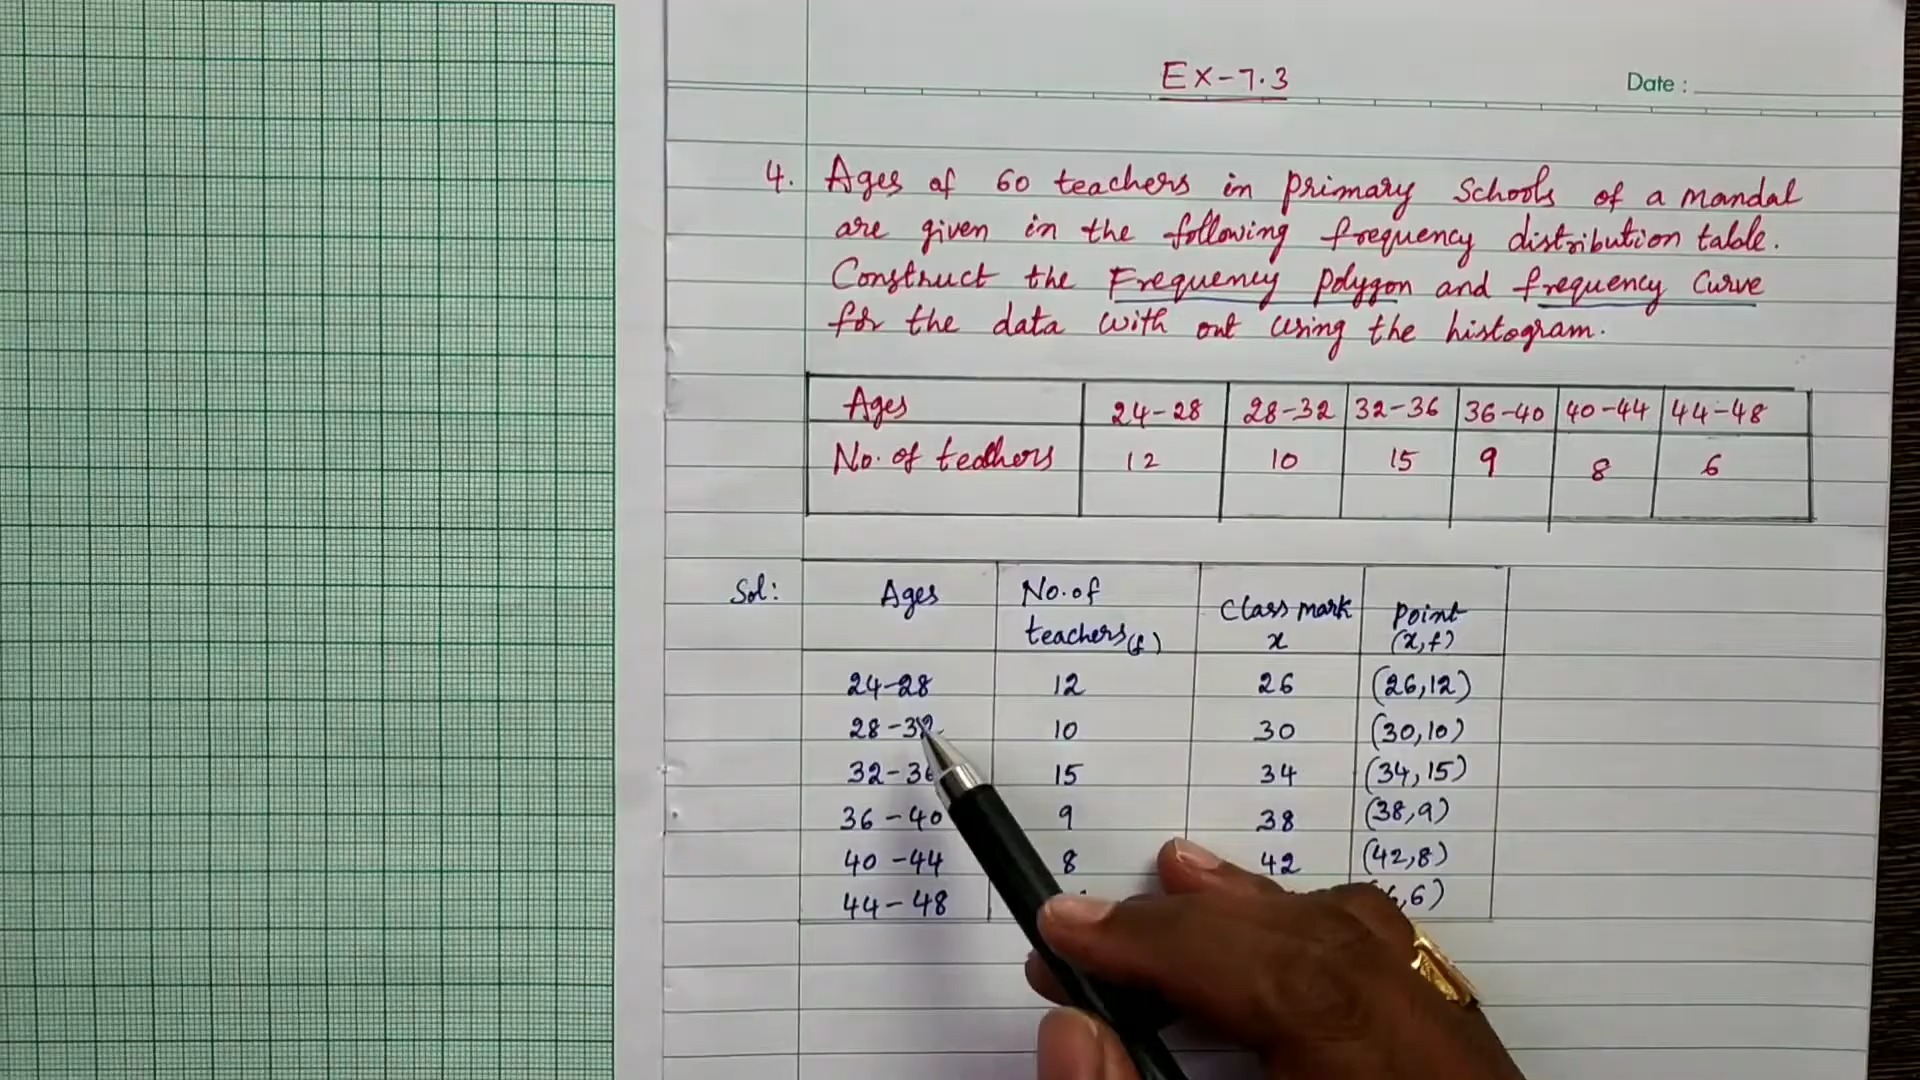 Ex-7.3
Date :
4. Ages of 60 teachers in primary schools of a mandal
are given in the following frequency distribution table.
Construct the Frequency polygon and frequency curve
for the data with out using the histogram.
Ages 24-28 28-32 32-36 36-40 40-44 44-48
No. of teachers 12 10 15 9 8 6
Sol: Ages No. of teachers (f) Class mark x Point (x,f)
24-28 12 26 (26,12)
28-32 10 30 (30,10)
32-36 15 34 (34,15)
36-40 9 38 (38,9)
40-44 8 42 (42,8)
44-48 ,6)